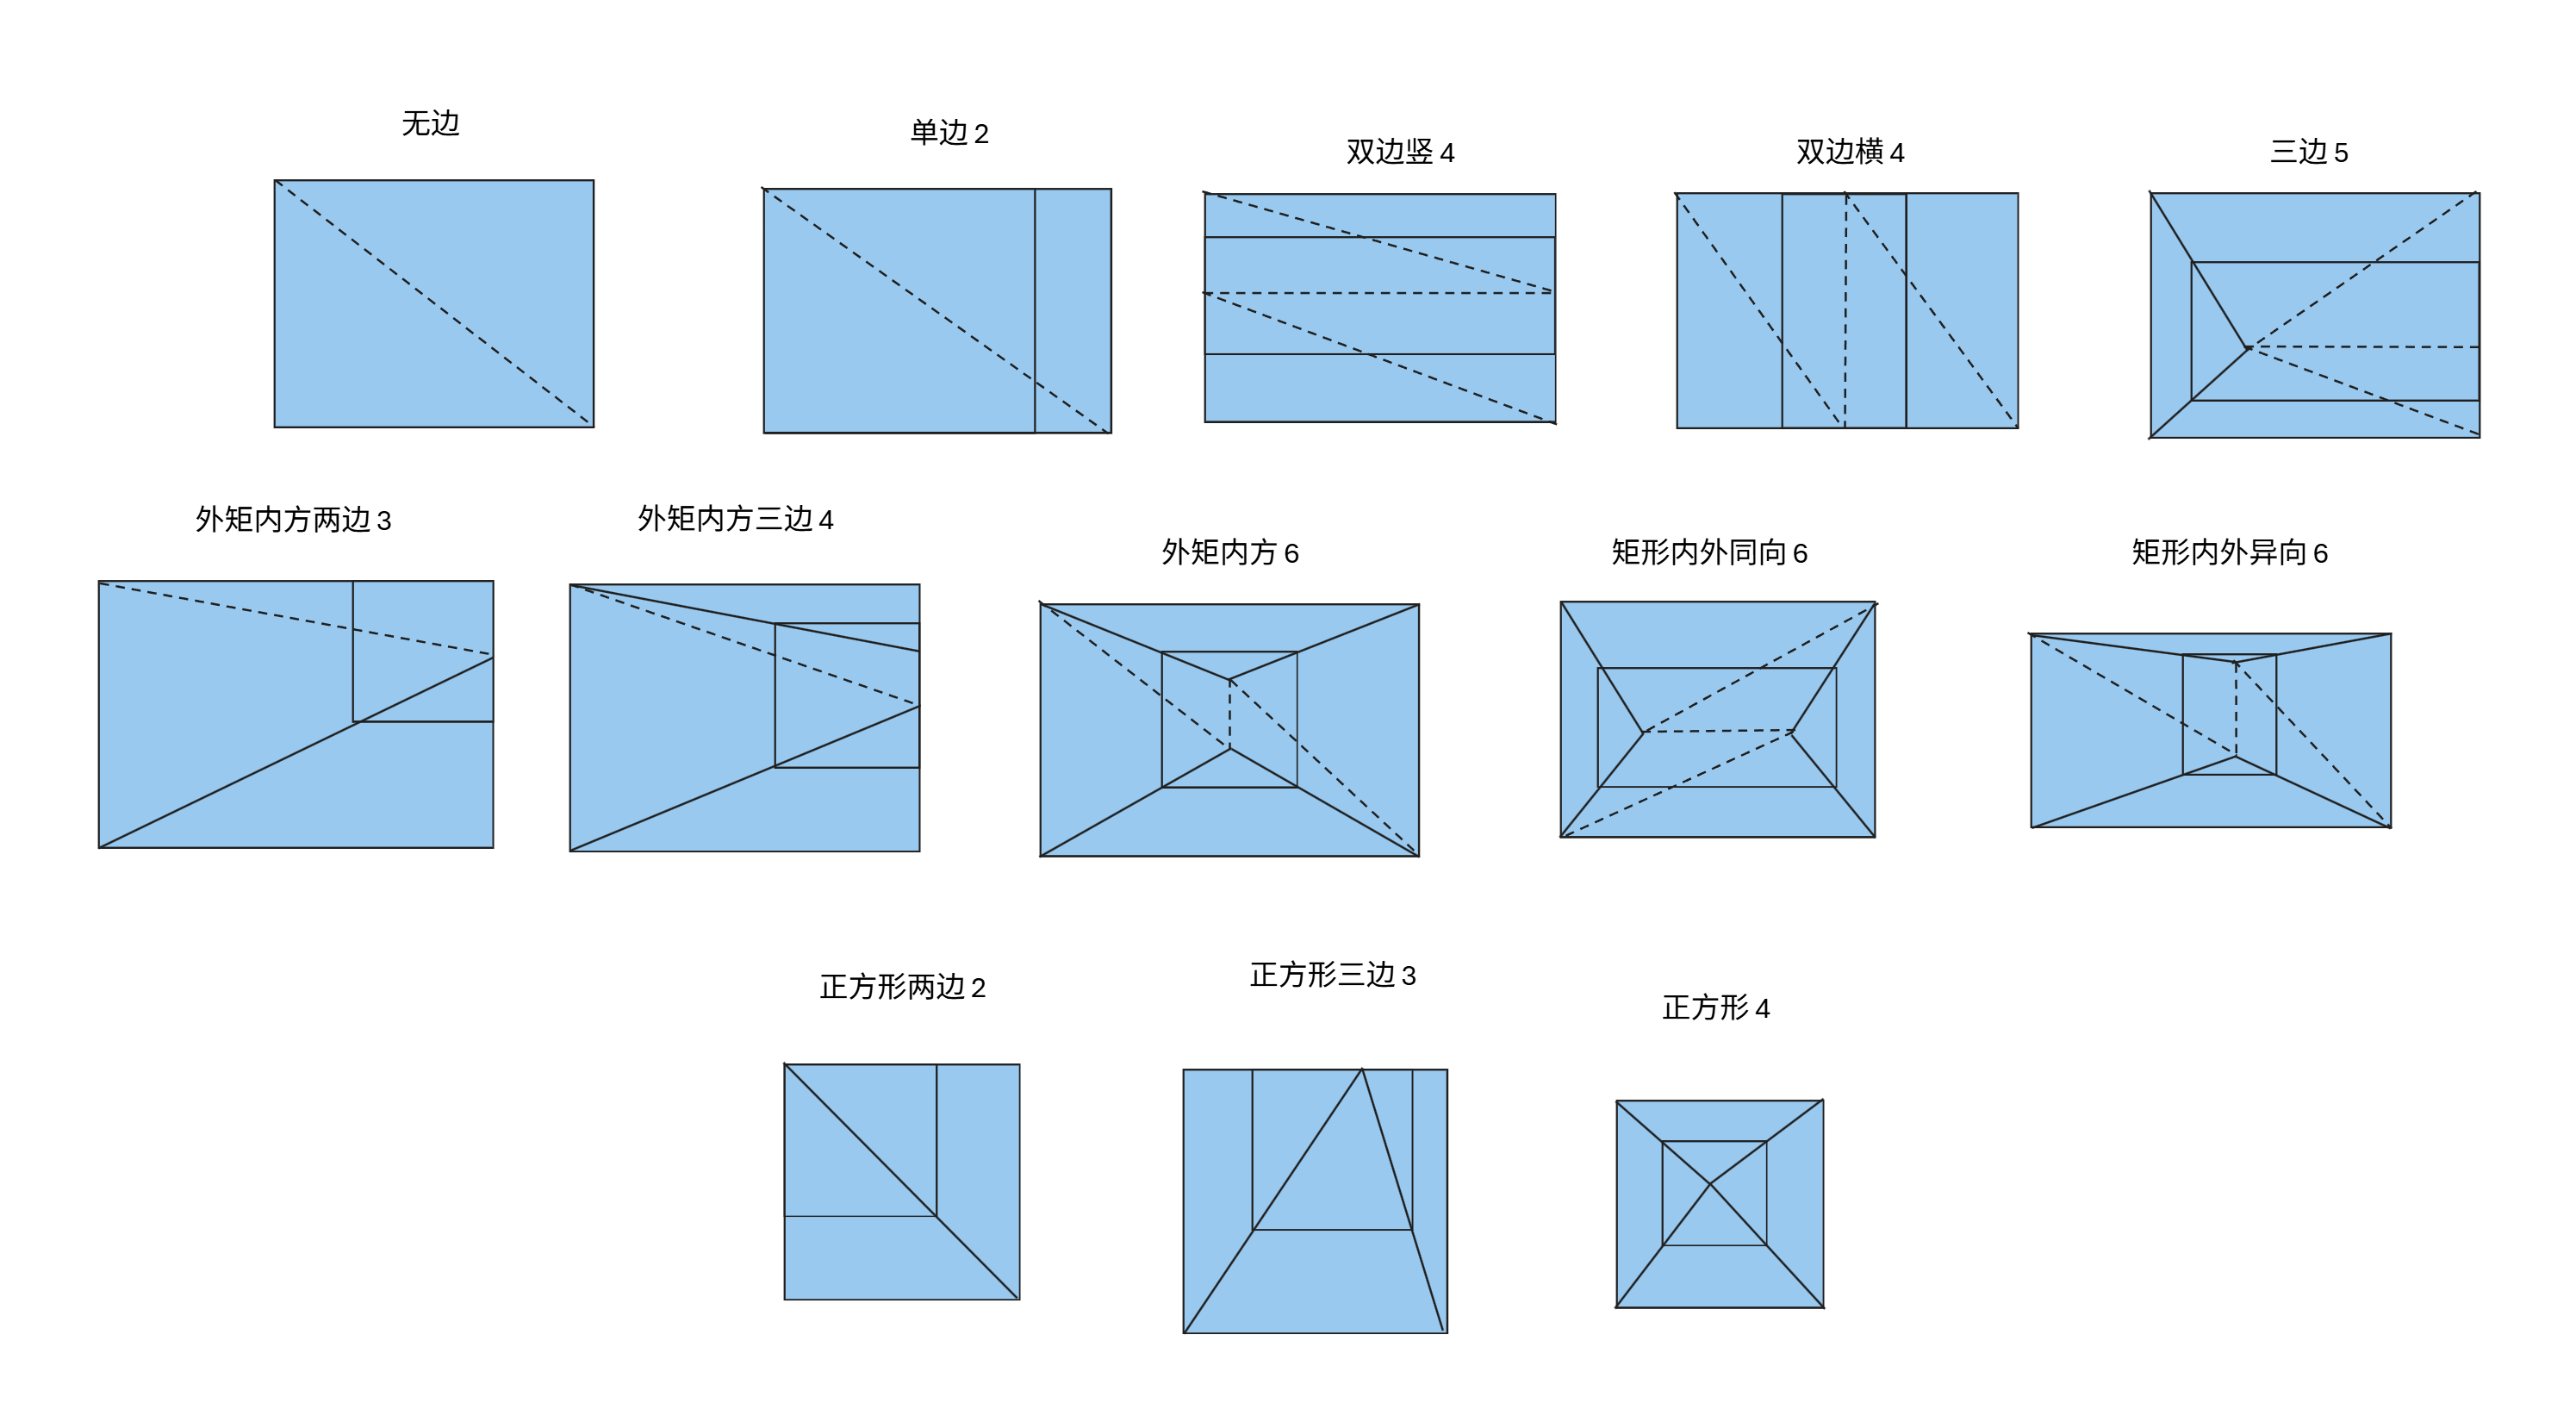 无边
单边 2
双边竖 4
双边横 4
三边 5
外矩内方两边 3
外矩内方三边 4
外矩内方 6
矩形内外同向 6
矩形内外异向 6
正方形两边 2
正方形三边 3
正方形 4